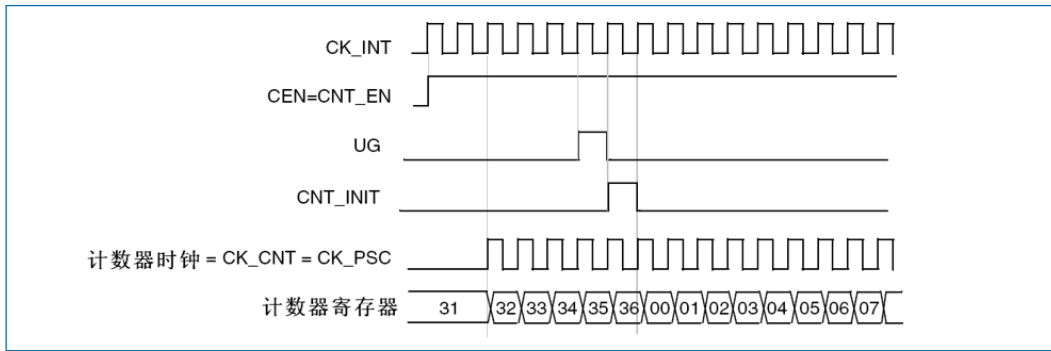 CK_INT
CEN=CNT_EN
UG
CNT_INIT
计数器时钟 = CK_CNT = CK_PSC
计数器寄存器 31 32 33 34 35 36 00 01 02 03 04 05 06 07